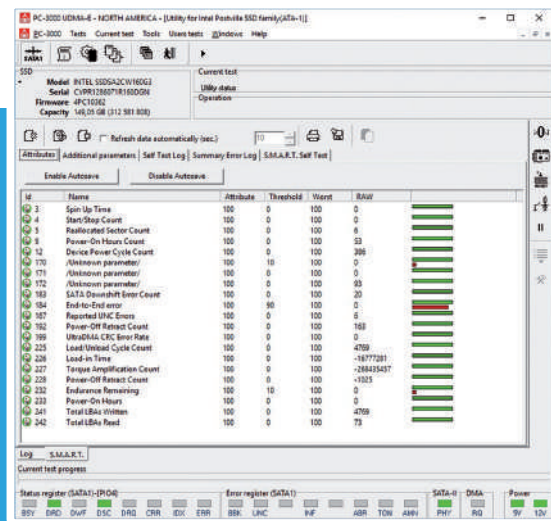 PC-3000 UDMA-E - NORTH AMERICA - [Utility for Intel Postville SSD family(ATA-1)]
PC-3000 Tests Current test Tools Users tests Windows Help
SATA1
SSD
Model INTEL SSDSA2CW160G3
Serial CVPR1286071R160DGN
Firmware 4PC10362
Capacity 149,05 GB (312 581 808)
Current test
Utility status
Operation
Refresh data automatically (sec.) 10
Attributes Additional parameters Self Test Log Summary Error Log S.M.A.R.T. Self Test
Enable Autosave Disable Autosave
Id Name Attribute Threshold Worst RAW
3 Spin Up Time 100 0 100 0
4 Start/Stop Count 100 0 100 0
5 Reallocated Sector Count 100 0 100 6
9 Power-On Hours Count 100 0 100 53
12 Device Power Cycle Count 100 0 100 386
170 /Unknown parameter/ 100 10 100 0
171 /Unknown parameter/ 100 0 100 0
172 /Unknown parameter/ 100 0 100 93
183 SATA Downshift Error Count 100 0 100 20
184 End-to-End error 100 90 100 0
187 Reported UNC Errors 100 0 100 6
192 Power-Off Retract Count 100 0 100 163
199 UltraDMA CRC Error Rate 100 0 100 0
225 Load/Unload Cycle Count 100 0 100 4769
226 Load-in Time 100 0 100 -16777281
227 Torque Amplification Count 100 0 100 -268435457
228 Power-Off Retract Count 100 0 100 -1025
232 Endurance Remaining 100 10 100 0
233 Power-On Hours 100 0 100 0
241 Total LBAs Written 100 0 100 4769
242 Total LBAs Read 100 0 100 73
Log S.M.A.R.T.
Current test progress
Status register (SATA1)-[PIO4] Error register (SATA1) SATA-II DMA Power
BSY DRD DWF DSC DRQ CRR IDX ERR BBK UNC INF ABR TON AMN PHY RQ 5V 12V